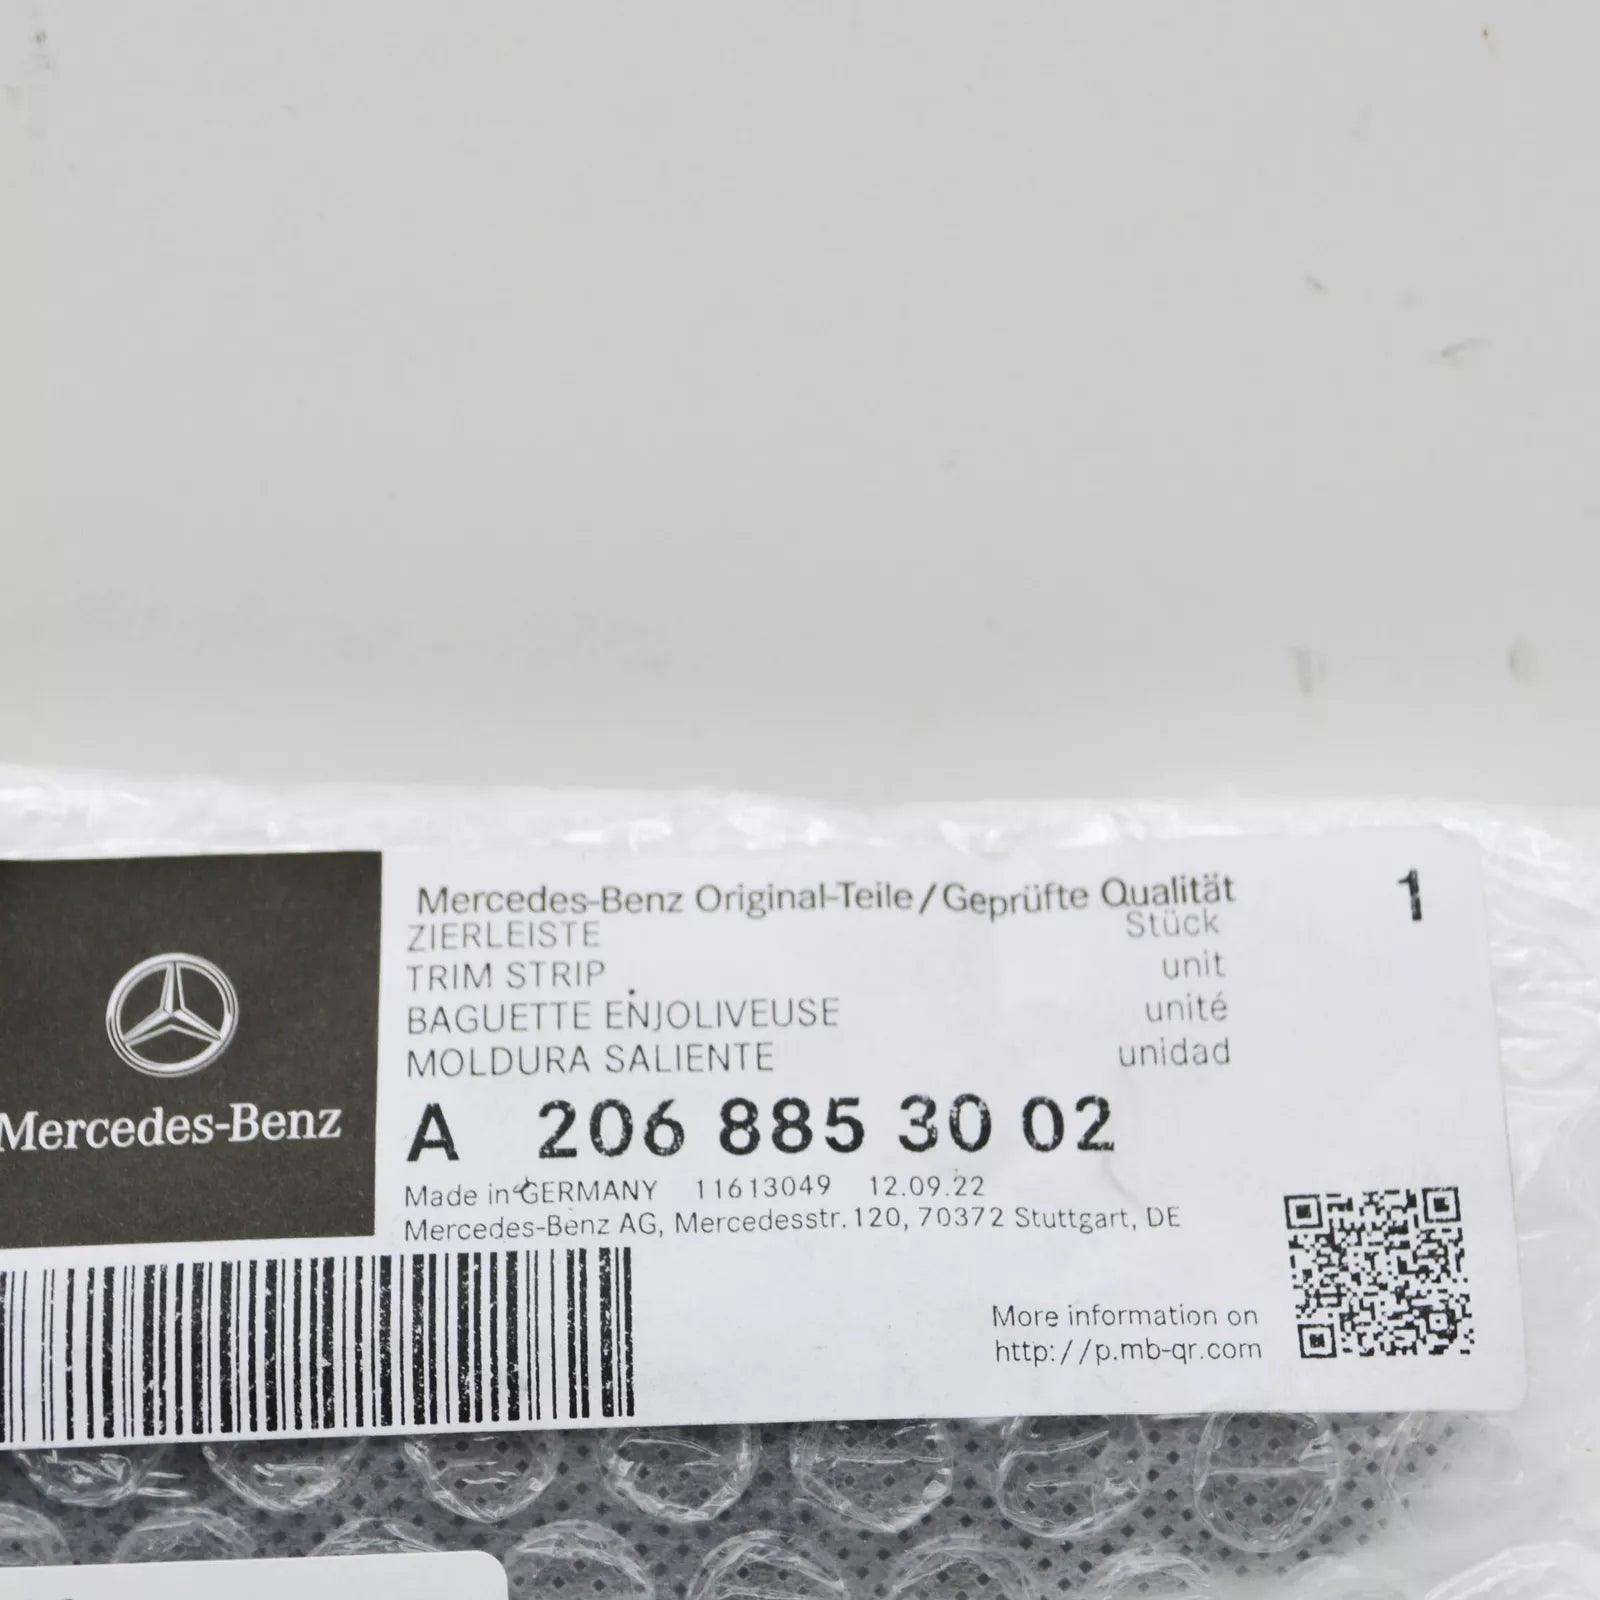 Mercedes-Benz
Mercedes-Benz Original-Teile/Geprüfte Qualität
1
ZIERLEISTE Stück
TRIM STRIP unit
BAGUETTE ENJOLIVEUSE unité
MOLDURA SALIENTE unidad
A 206 885 30 02
Made in GERMANY 11613049 12.09.22
Mercedes-Benz AG, Mercedesstr. 120, 70372 Stuttgart, DE
More information on
http://p.mb-qr.com